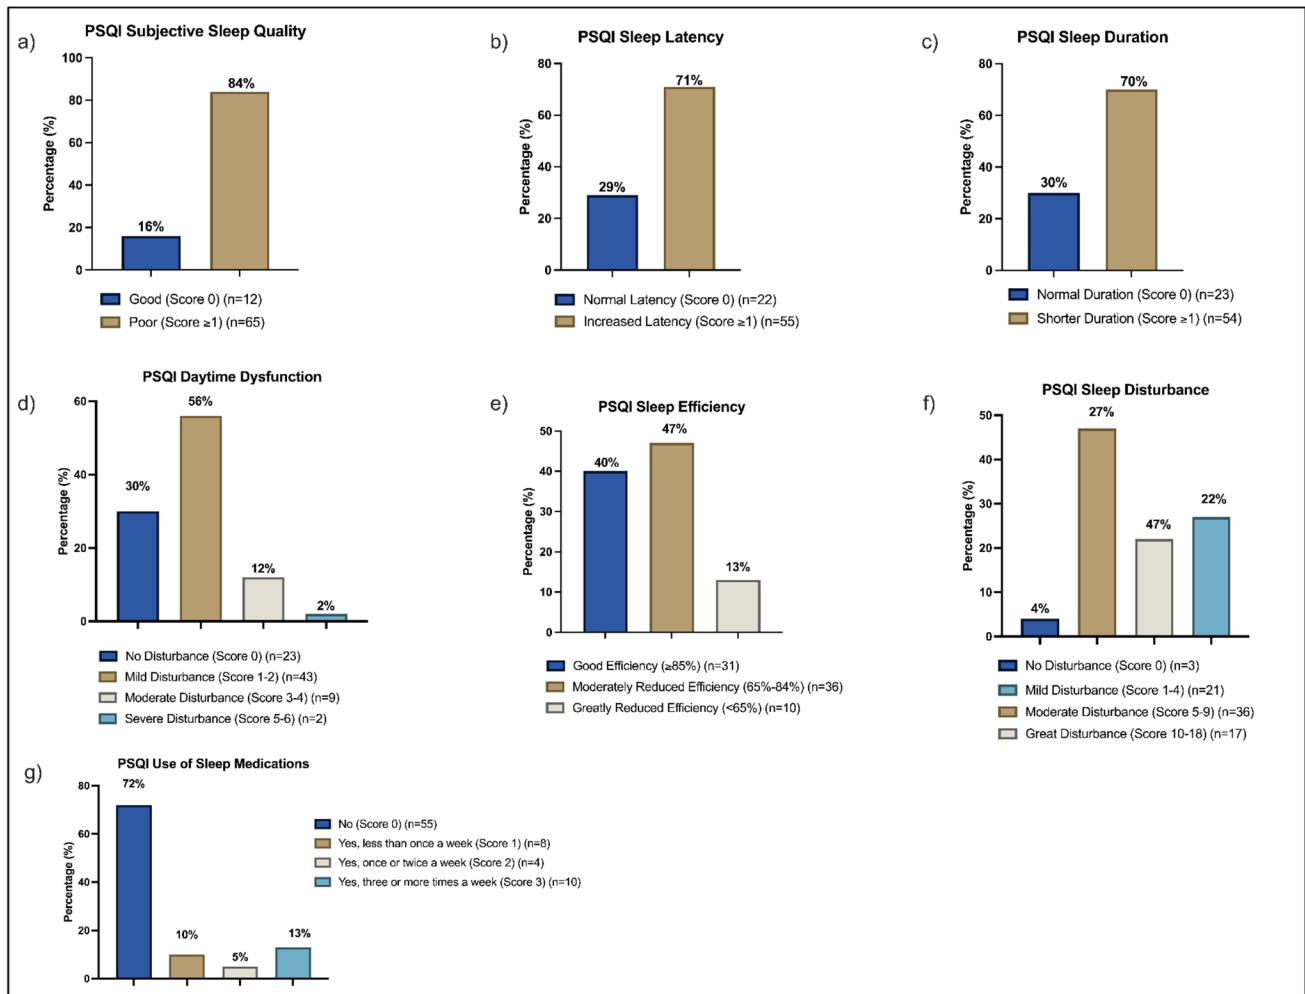 a)
PSQI Subjective Sleep Quality
Percentage (%)
100
80
60
40
20
0
16%
84%
Good (Score 0) (n=12)
Poor (Score ≥1) (n=65)
b)
PSQI Sleep Latency
Percentage (%)
80
60
40
20
0
29%
71%
Normal Latency (Score 0) (n=22)
Increased Latency (Score ≥1) (n=55)
c)
PSQI Sleep Duration
Percentage (%)
80
60
40
20
0
30%
70%
Normal Duration (Score 0) (n=23)
Shorter Duration (Score ≥1) (n=54)
d)
PSQI Daytime Dysfunction
Percentage (%)
60
40
20
0
30%
56%
12%
2%
No Disturbance (Score 0) (n=23)
Mild Disturbance (Score 1-2) (n=43)
Moderate Disturbance (Score 3-4) (n=9)
Severe Disturbance (Score 5-6) (n=2)
e)
PSQI Sleep Efficiency
Percentage (%)
50
40
30
20
10
0
40%
47%
13%
Good Efficiency (≥85%) (n=31)
Moderately Reduced Efficiency (65%-84%) (n=36)
Greatly Reduced Efficiency (<65%) (n=10)
f)
PSQI Sleep Disturbance
Percentage (%)
50
40
30
20
10
0
4%
27%
47%
22%
No Disturbance (Score 0) (n=3)
Mild Disturbance (Score 1-4) (n=21)
Moderate Disturbance (Score 5-9) (n=36)
Great Disturbance (Score 10-18) (n=17)
g)
PSQI Use of Sleep Medications
Percentage (%)
80
60
40
20
0
72%
10%
5%
13%
No (Score 0) (n=55)
Yes, less than once a week (Score 1) (n=8)
Yes, once or twice a week (Score 2) (n=4)
Yes, three or more times a week (Score 3) (n=10)